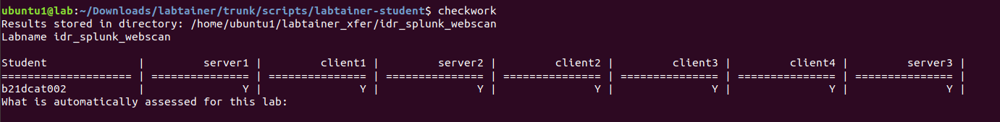 ubuntu1@lab:~/Downloads/labtainer/trunk/scripts/labtainer-student$ checkwork
Results stored in directory: /home/ubuntu1/labtainer_xfer/idr_splunk_webscan
Labname idr_splunk_webscan
Student | server1 | client1 | server2 | client2 | client3 | client4 | server3 |
==================== | =============== | =============== | =============== | =============== | =============== | =============== | =============== |
b21dcat002 | Y | Y | Y | Y | Y | Y | Y |
What is automatically assessed for this lab: